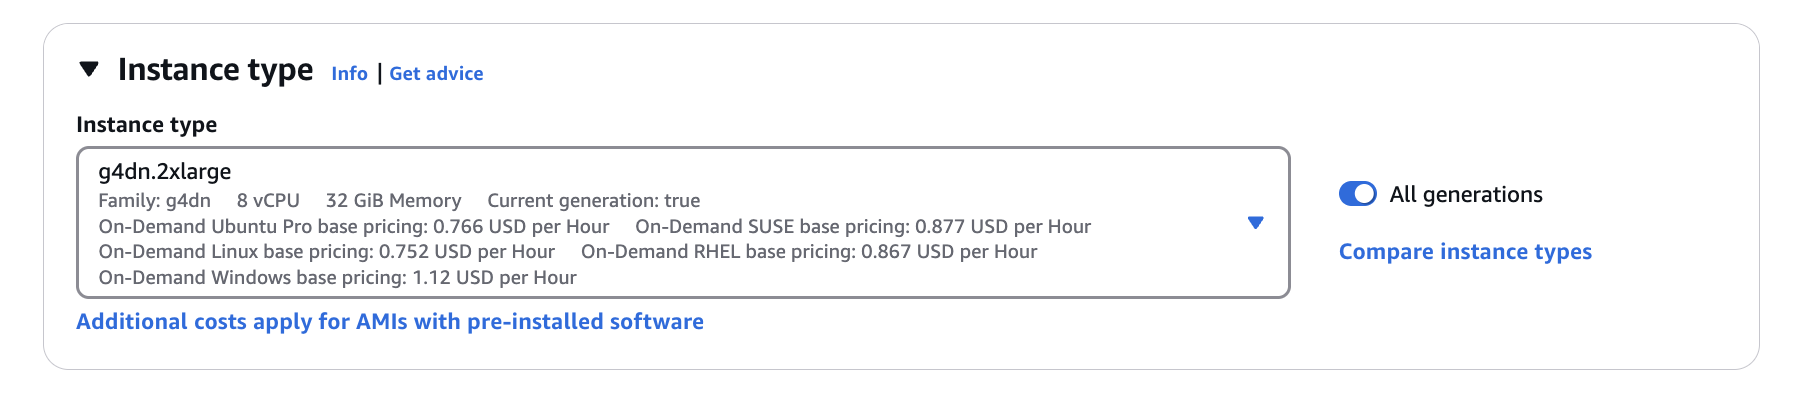 Instance type Info | Get advice
Instance type
g4dn.2xlarge
Family: g4dn 8 vCPU 32 GiB Memory Current generation: true
On-Demand Ubuntu Pro base pricing: 0.766 USD per Hour On-Demand SUSE base pricing: 0.877 USD per Hour
On-Demand Linux base pricing: 0.752 USD per Hour On-Demand RHEL base pricing: 0.867 USD per Hour
On-Demand Windows base pricing: 1.12 USD per Hour
All generations
Compare instance types
Additional costs apply for AMIs with pre-installed software